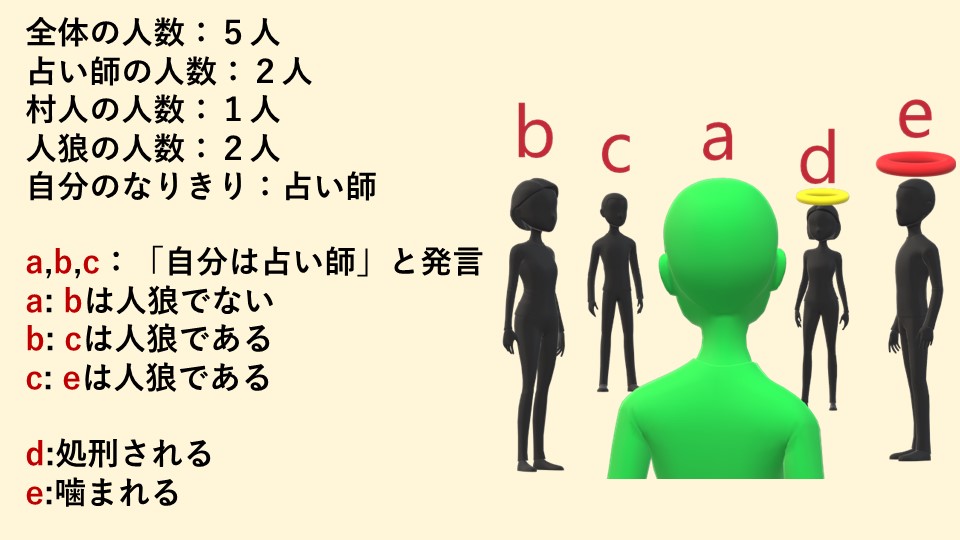 全体の人数：５人
占い師の人数：２人
村人の人数：１人
人狼の人数：２人
自分のなりきり：占い師
a,b,c：「自分は占い師」と発言
a: bは人狼でない
b: cは人狼である
c: eは人狼である
d:処刑される
e:噛まれる
b
c
a
d
e